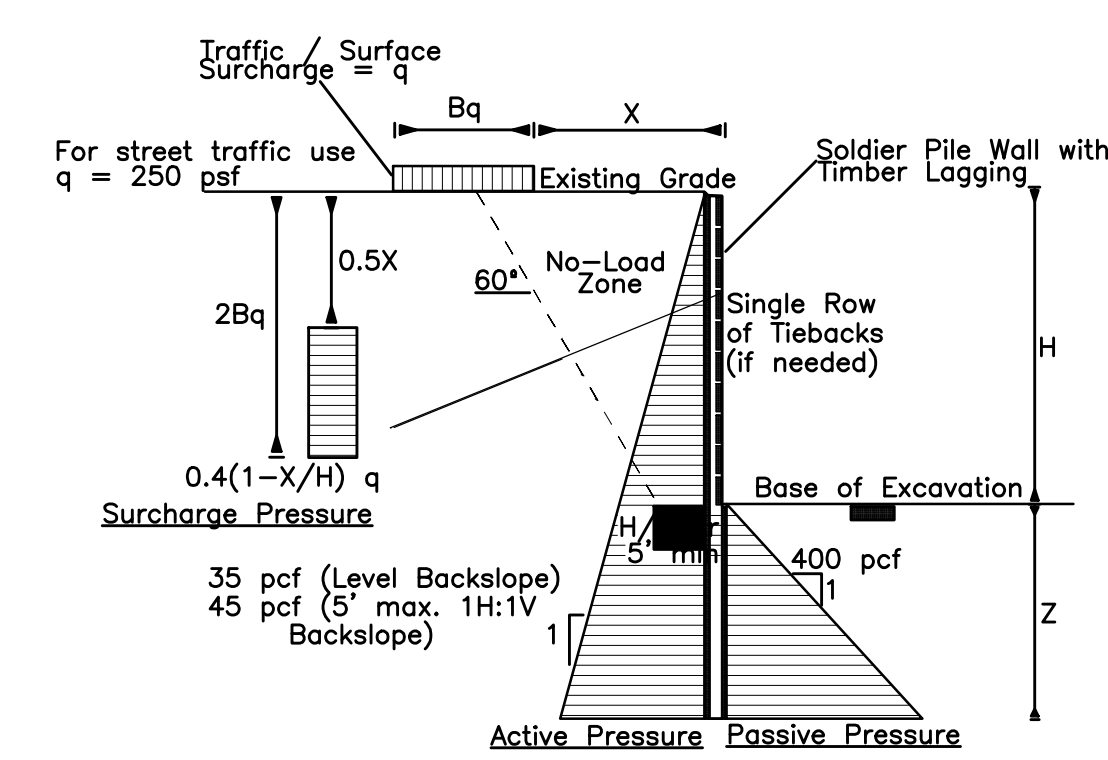 Traffic / Surface
Surcharge = q
Bq
X
For street traffic use
q = 250 psf
Existing Grade
Soldier Pile Wall with
Timber Lagging
0.5X
No-Load
Zone
60°
2Bq
Single Row
of Tiebacks
(if needed)
H
0.4(1-X/H) q
Surcharge Pressure
Base of Excavation
H/
5' min
400 pcf
1
35 pcf (Level Backslope)
45 pcf (5' max. 1H:1V
Backslope)
1
Z
Active Pressure
Passive Pressure